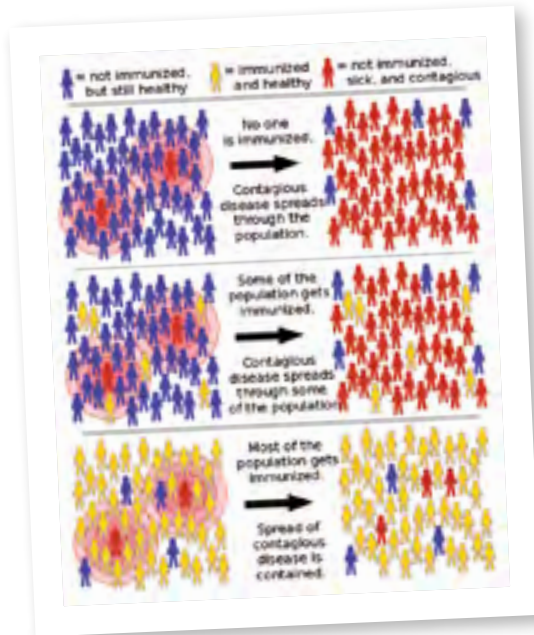 = not immunized, but still healthy
= immunized and healthy
= not immunized, sick, and contagious
No one
is immunized.
Contagious
disease spreads
through the
population.
Some of the
population gets
immunized.
Contagious
disease spreads
through some
of the population
Most of the
population gets
immunized.
Spread of
contagious
disease is
contained.